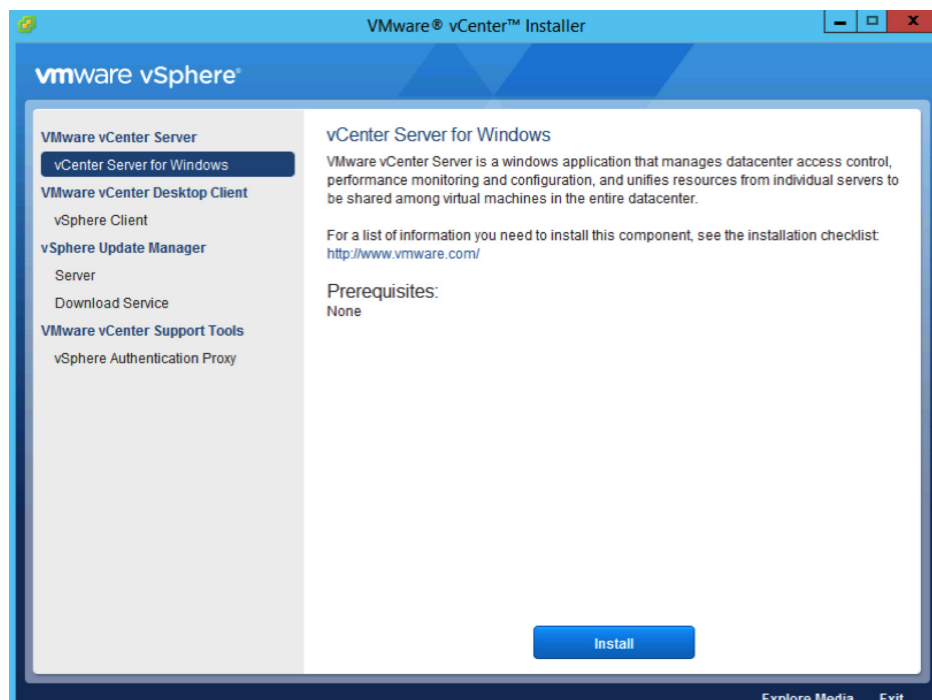 VMware® vCenter™ Installer
vmware vSphere®
VMware vCenter Server
vCenter Server for Windows
VMware vCenter Desktop Client
vSphere Client
vSphere Update Manager
Server
Download Service
VMware vCenter Support Tools
vSphere Authentication Proxy
vCenter Server for Windows
VMware vCenter Server is a windows application that manages datacenter access control,
performance monitoring and configuration, and unifies resources from individual servers to
be shared among virtual machines in the entire datacenter.
For a list of information you need to install this component, see the installation checklist:
http://www.vmware.com/
Prerequisites:
None
Install
Explore Media Exit